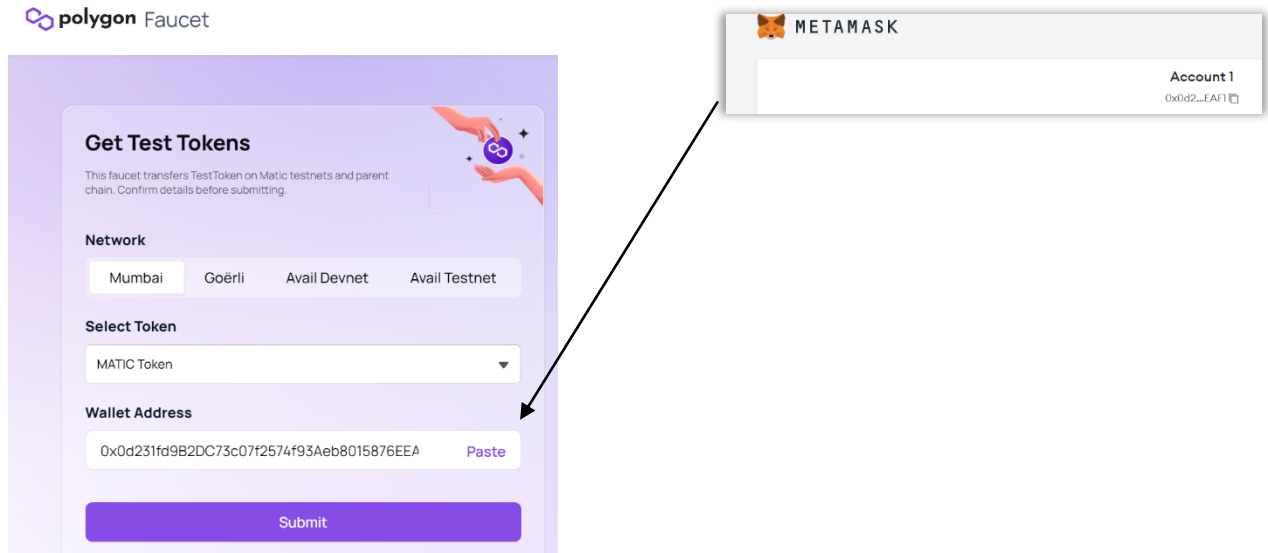 polygon Faucet
METAMASK
Account 1
0x0d2...EAF1
Get Test Tokens
This faucet transfers TestToken on Matic testnets and parent
chain. Confirm details before submitting.
Network
Mumbai Goërli Avail Devnet Avail Testnet
Select Token
MATIC Token
Wallet Address
0x0d231fd9B2DC73c07f2574f93Aeb8015876EEA
Paste
Submit